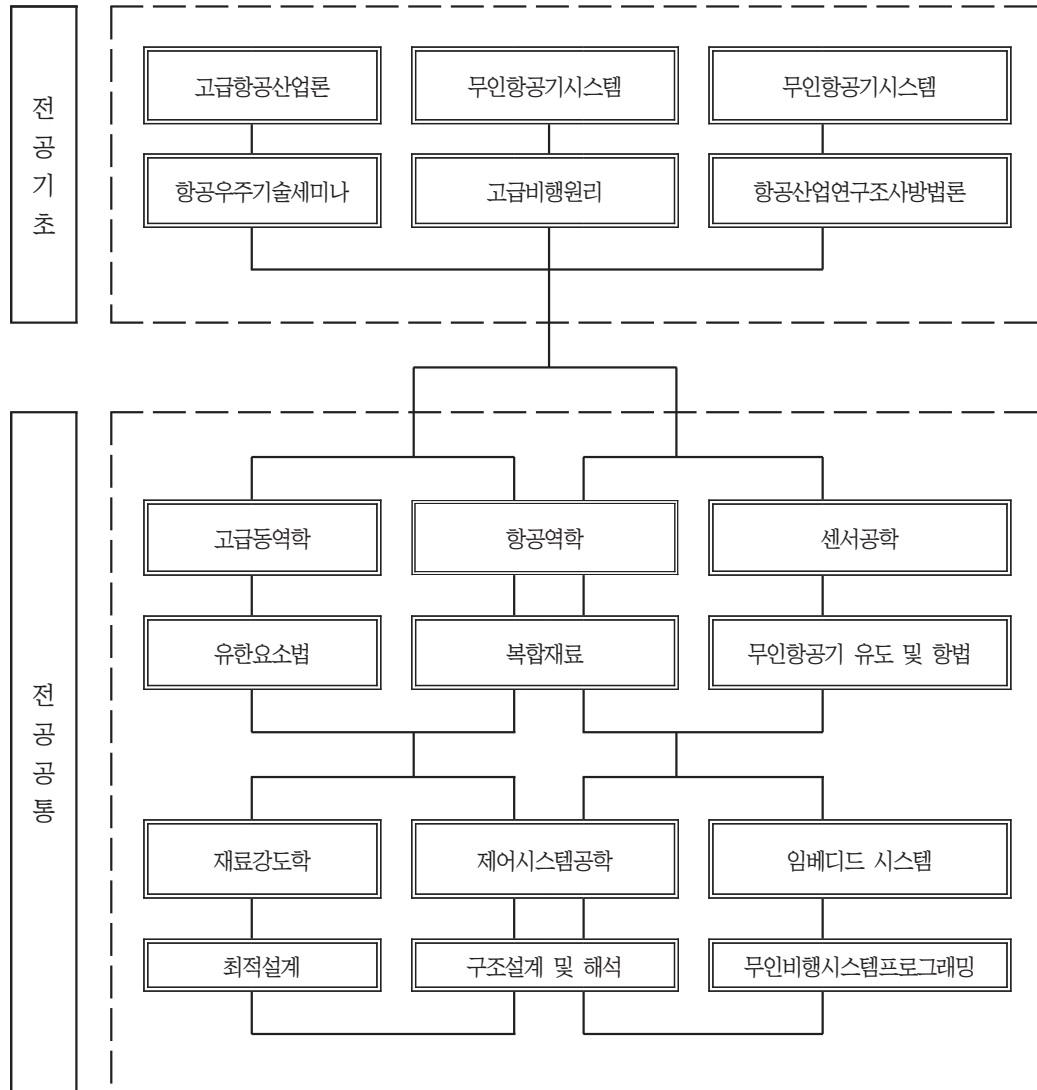 전공기초
고급항공산업론
무인항공기시스템
무인항공기시스템
항공우주기술세미나
고급비행원리
항공산업연구조사방법론
전공공통
고급동역학
항공역학
센서공학
유한요소법
복합재료
무인항공기 유도 및 항법
재료강도학
제어시스템공학
임베디드 시스템
최적설계
구조설계 및 해석
무인비행시스템프로그래밍